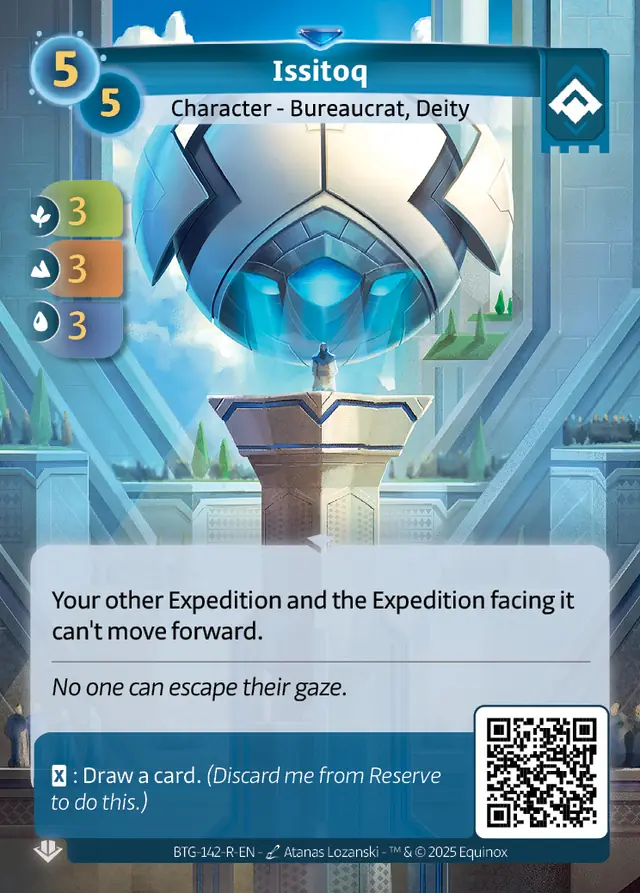 5
Issitoq
5
Character - Bureaucrat, Deity
3
3
3
Your other Expedition and the Expedition facing it
can't move forward.
No one can escape their gaze.
X : Draw a card. (Discard me from Reserve
to do this.)
BTG-142-R-EN - Atanas Lozanski - ™ & © 2025 Equinox